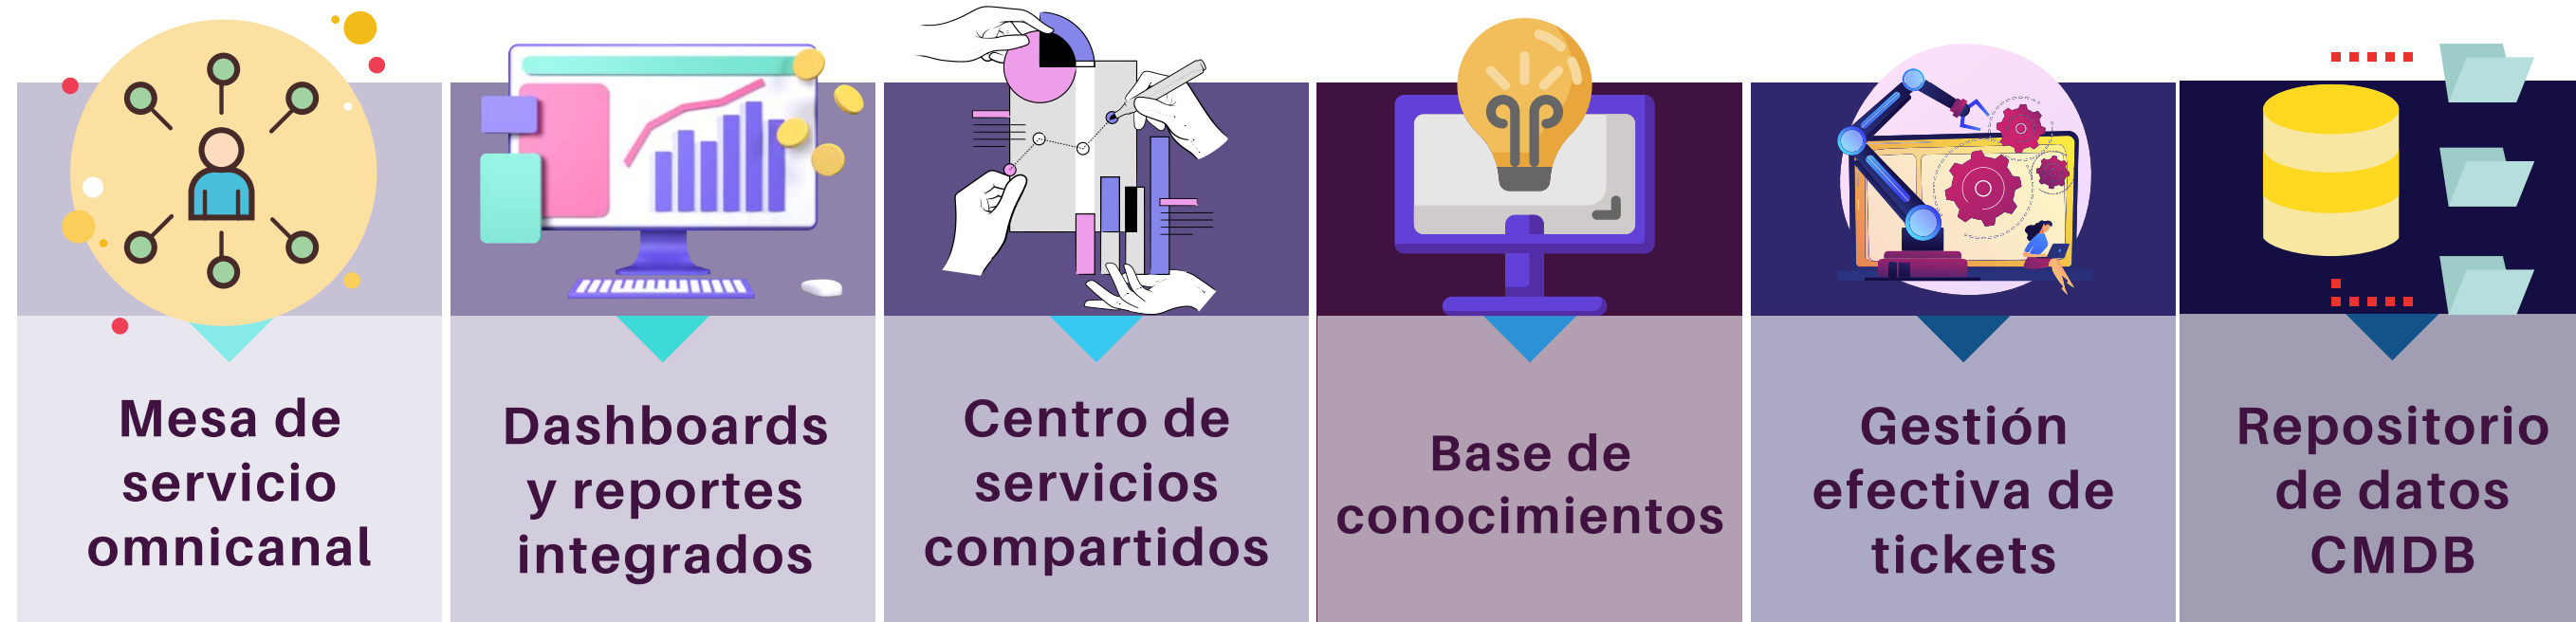 Mesa de
servicio
omnicanal
Dashboards
y reportes
integrados
Centro de
servicios
compartidos
Base de
conocimientos
Gestión
efectiva de
tickets
Repositorio
de datos
CMDB